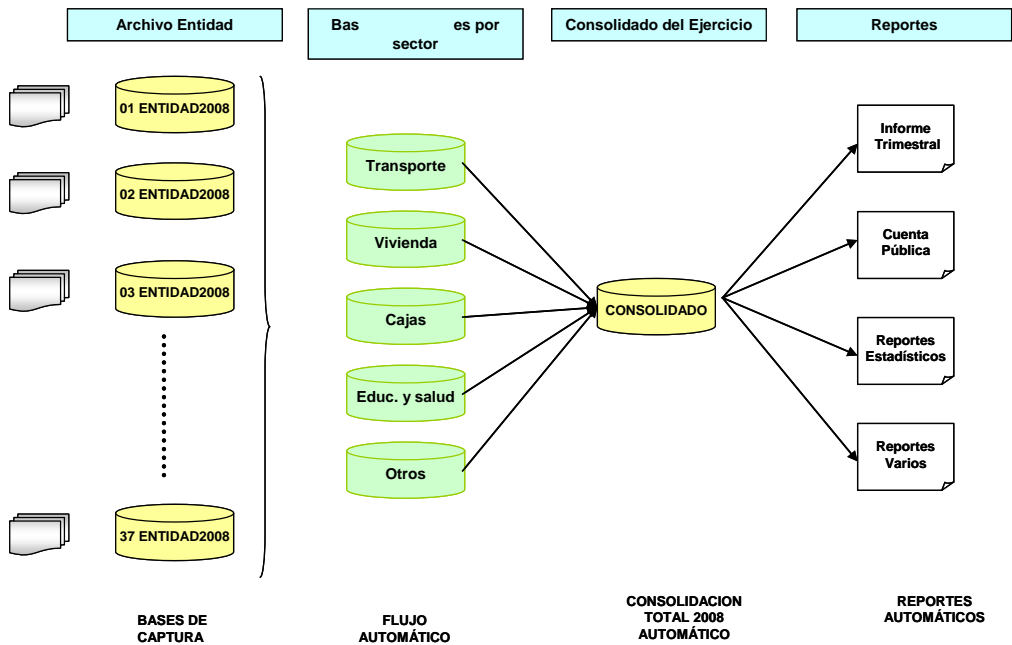 Archivo Entidad
Bas es por
sector
Consolidado del Ejercicio
Reportes
01 ENTIDAD2008
02 ENTIDAD2008
03 ENTIDAD2008
37 ENTIDAD2008
Transporte
Vivienda
Cajas
Educ. y salud
Otros
CONSOLIDADO
Informe
Trimestral
Cuenta
Pública
Reportes
Estadísticos
Reportes
Varios
BASES DE
CAPTURA
FLUJO
AUTOMÁTICO
CONSOLIDACION
TOTAL 2008
AUTOMÁTICO
REPORTES
AUTOMÁTICOS